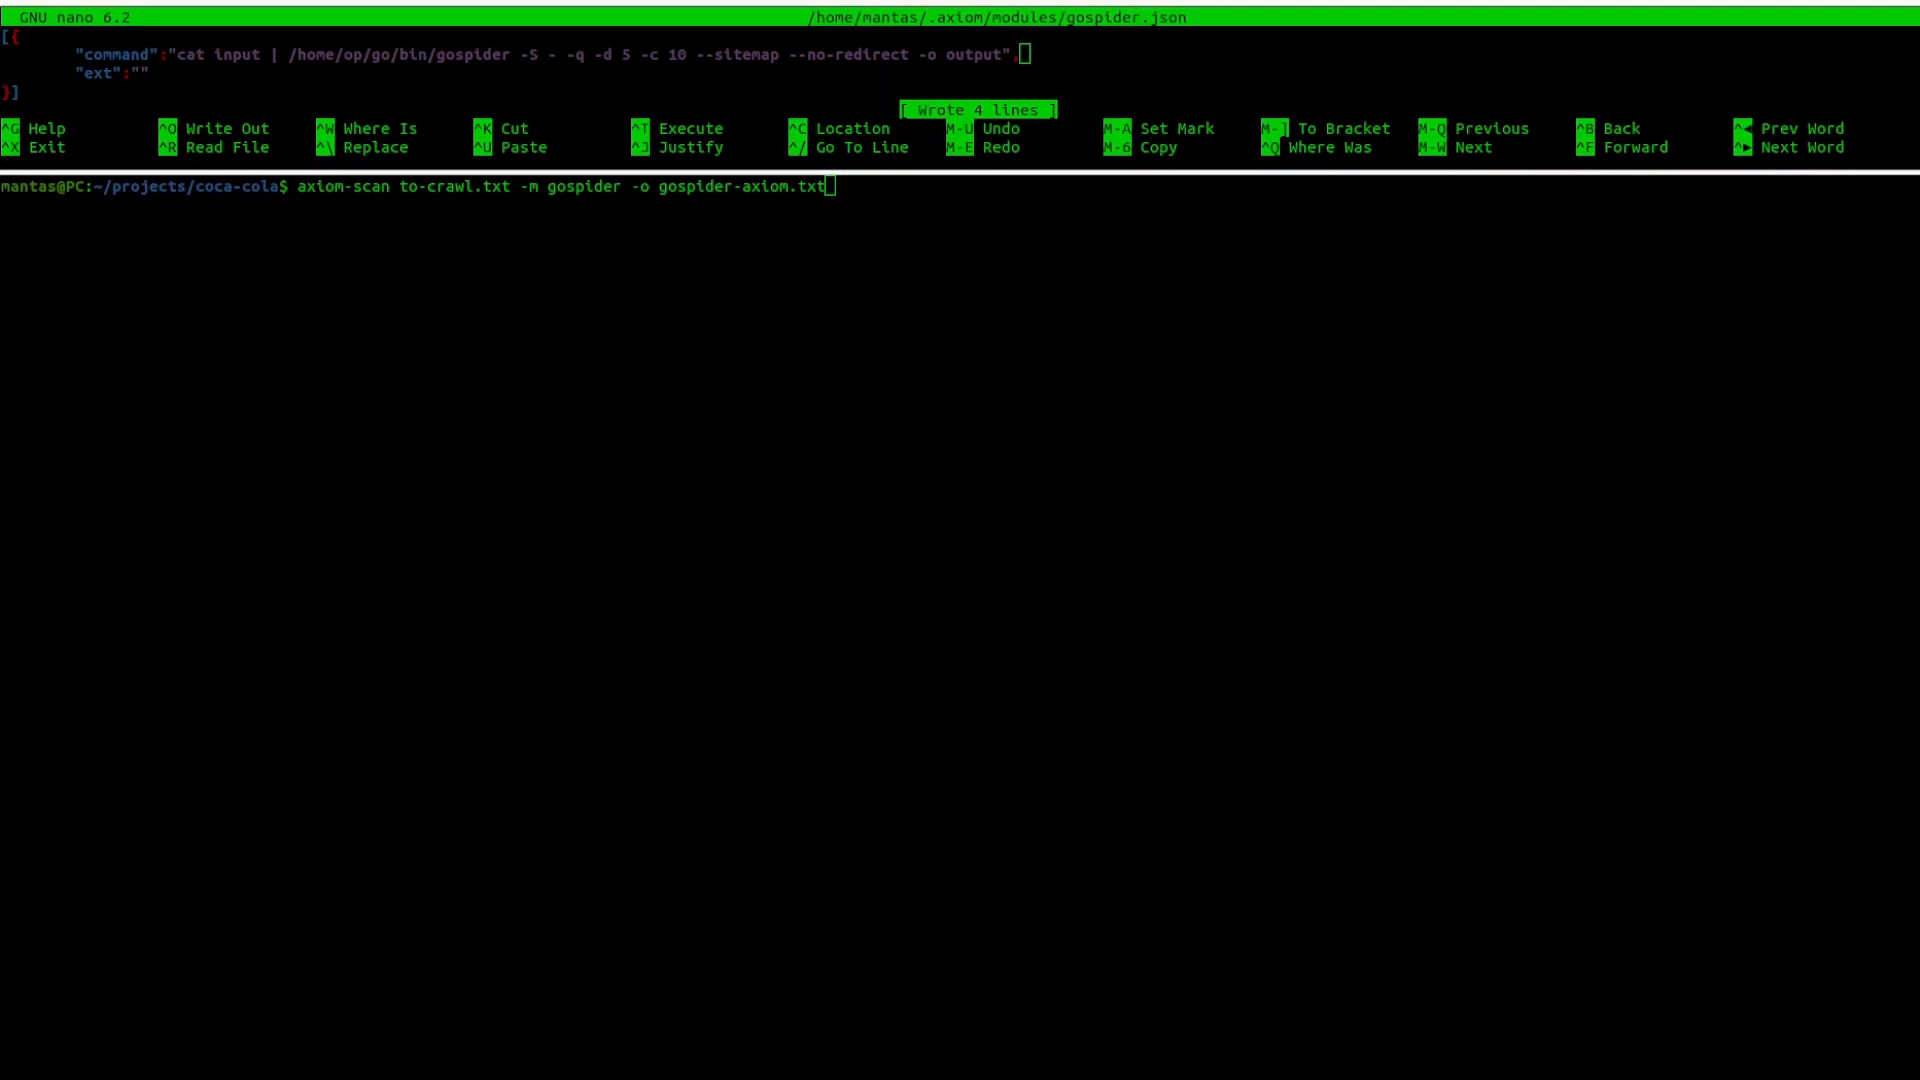 GNU nano 6.2 /home/mantas/.axiom/modules/gospider.json
[{
"command":"cat input | /home/op/go/bin/gospider -S - -q -d 5 -c 10 --sitemap --no-redirect -o output",
"ext":""
}]
[ Wrote 4 lines ]
^G Help ^O Write Out ^W Where Is ^K Cut ^T Execute ^C Location M-U Undo M-A Set Mark M-] To Bracket M-Q Previous ^B Back ^◂ Prev Word
^X Exit ^R Read File ^\ Replace ^U Paste ^J Justify ^/ Go To Line M-E Redo M-6 Copy ^Q Where Was M-W Next ^F Forward ^▸ Next Word
mantas@PC:~/projects/coca-cola$ axiom-scan to-crawl.txt -m gospider -o gospider-axiom.txt